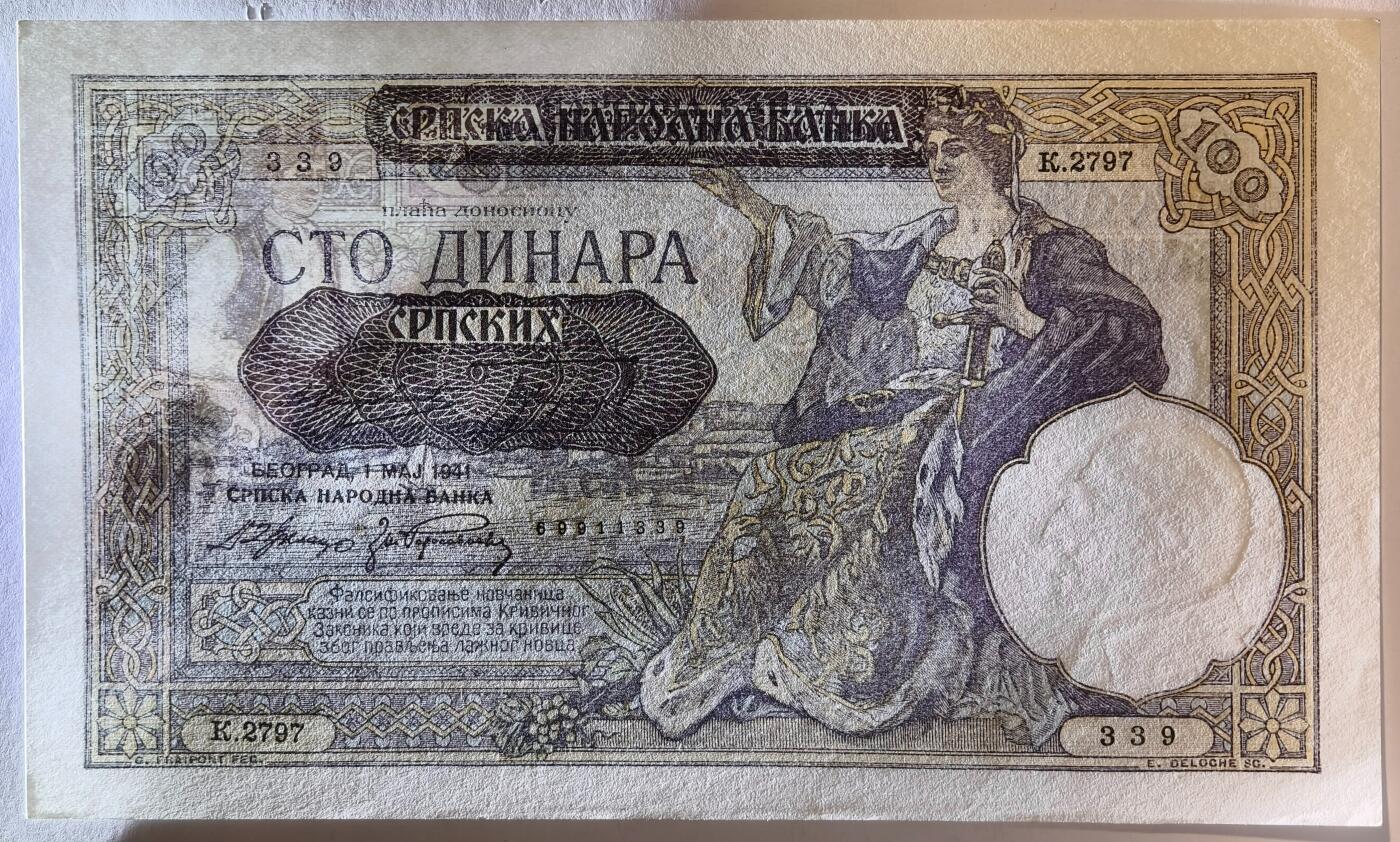 СРПСКА НАРОДНА БАНКА
100
339
К.2797
100
плаћа доносиоцу
СТО ДИНАРА
СРПСКИХ
БЕОГРАД, 1 МАЈ 1941
СРПСКА НАРОДНА БАНКА
69911339
Фалсификовање новчаница
казни се по прописима Кривичног
Законика који вреде за кривице
због прављења лажног новца
К.2797
339
G. FRAIPONT FEC.
E. DELOCHE SC.